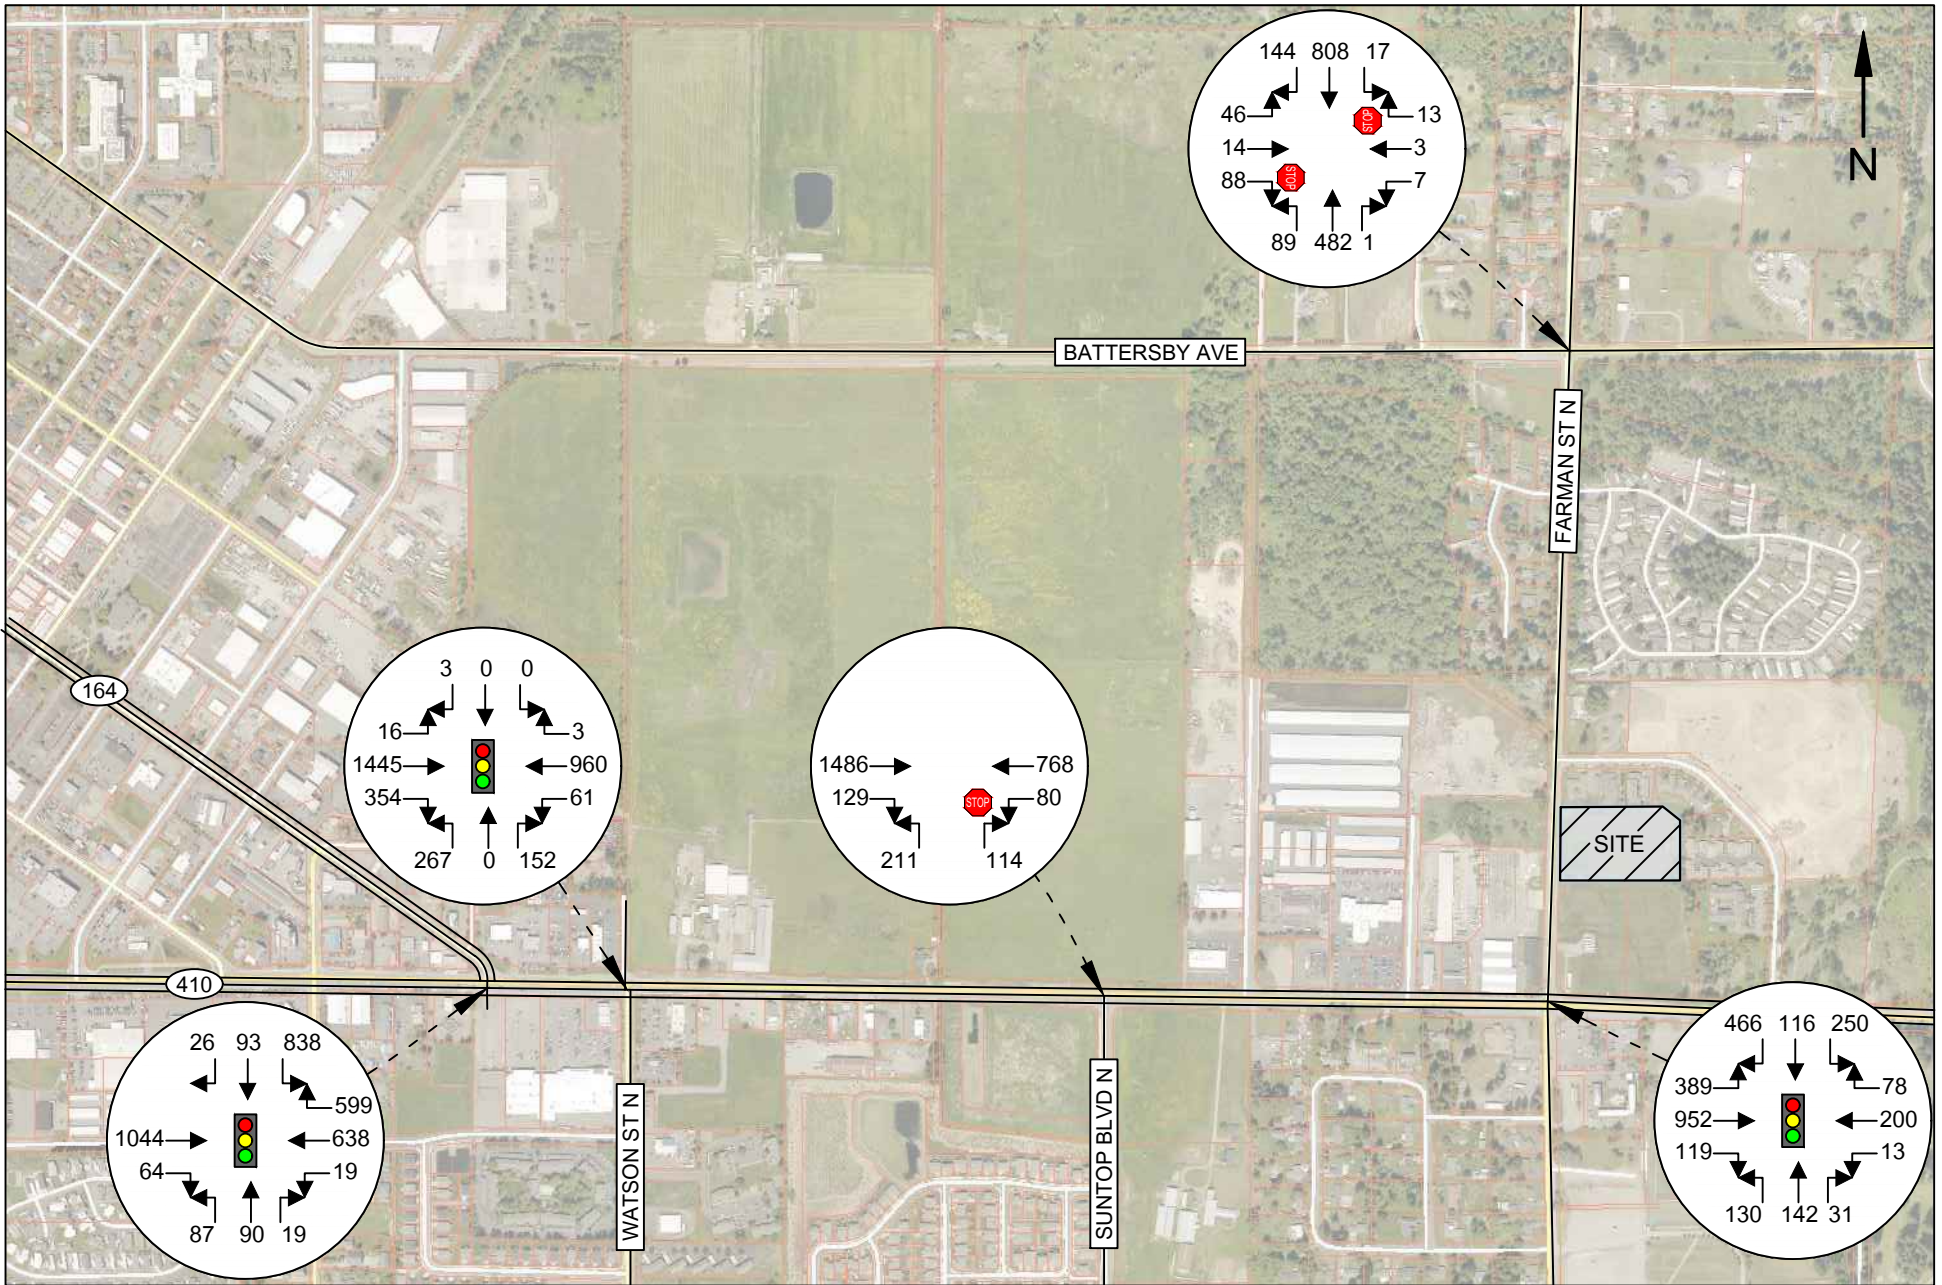 144 808 17
46 STOP 13
14 3
88 STOP 7
89 482 1
N
BATTERSBY AVE
FARMAN ST N
3 0 0
16 3
1445 960
354 61
267 0 152
1486 768
129 STOP 80
211 114
164
SITE
410
26 93 838
599
1044 638
64 19
87 90 19
WATSON ST N
SUNTOP BLVD N
466 116 250
389 78
952 200
119 13
130 142 31